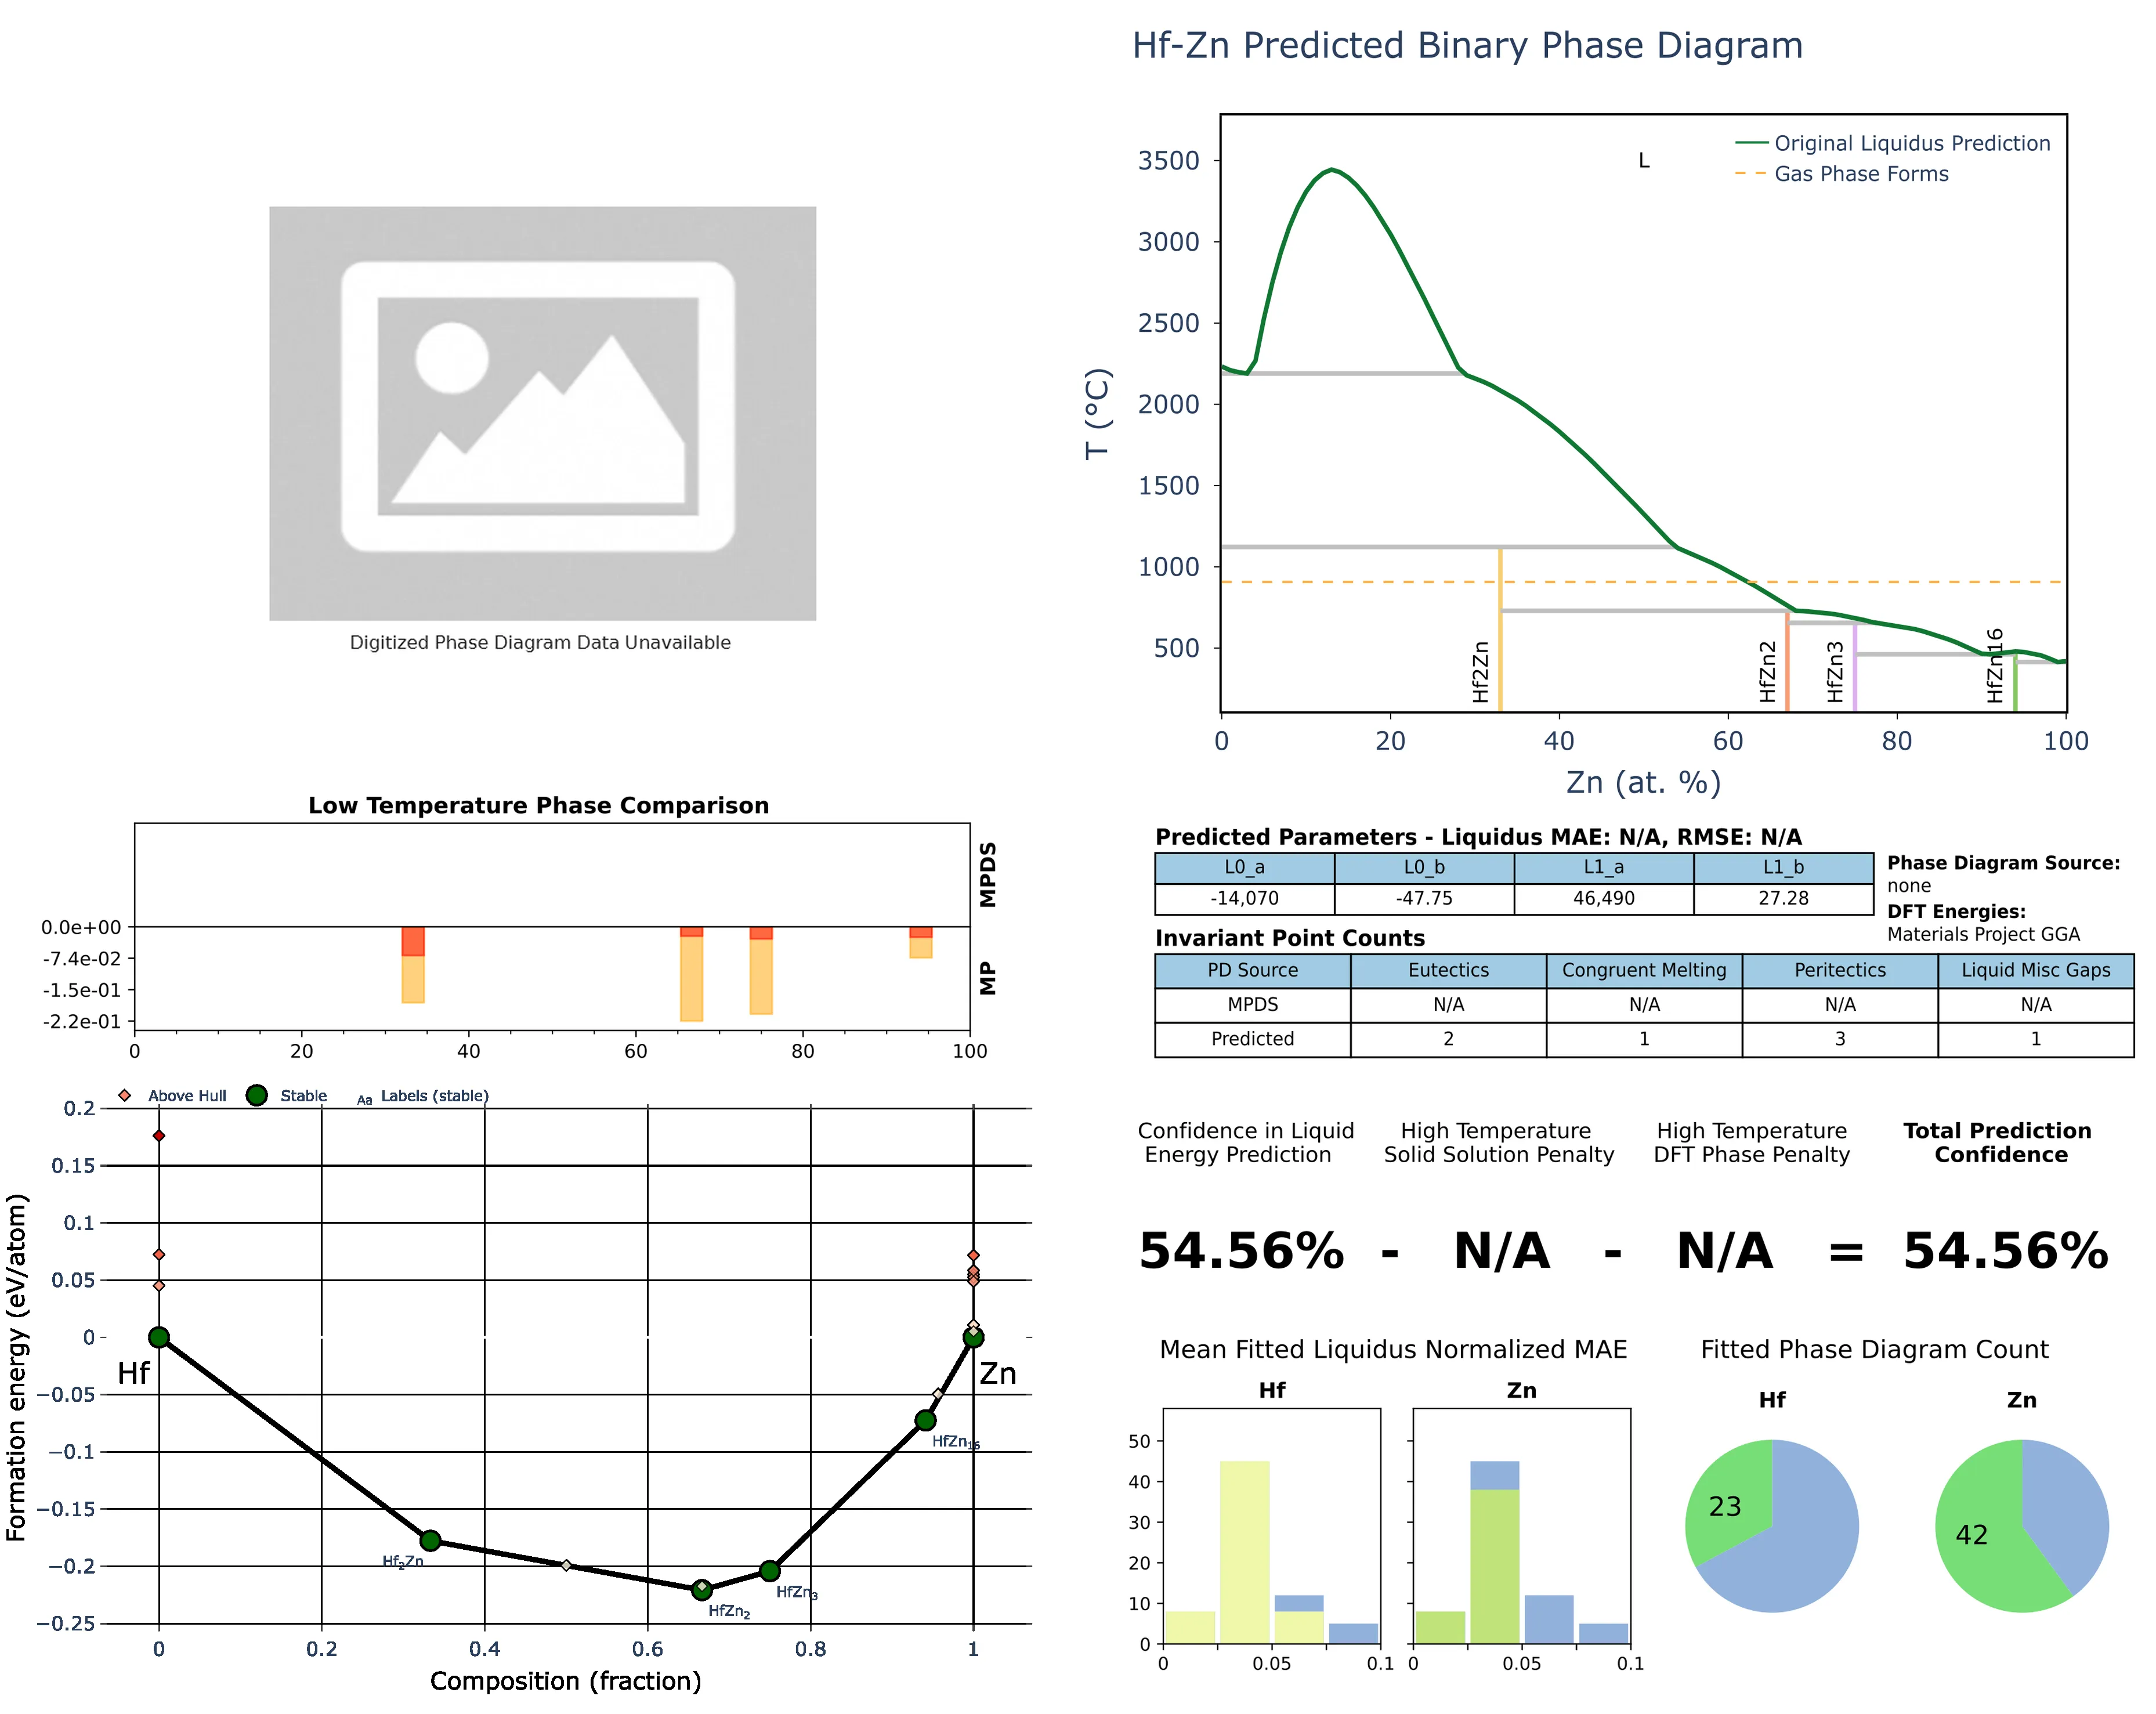 Hf-Zn Predicted Binary Phase Diagram
Digitized Phase Diagram Data Unavailable
T (°C)
3500
3000
2500
2000
1500
1000
500
L
Original Liquidus Prediction
Gas Phase Forms
Hf2Zn
HfZn2
HfZn3
HfZn16
0 20 40 60 80 100
Zn (at. %)
Low Temperature Phase Comparison
MPDS
MP
0.0e+00
-7.4e-02
-1.5e-01
-2.2e-01
0 20 40 60 80 100
Predicted Parameters - Liquidus MAE: N/A, RMSE: N/A
L0_a L0_b L1_a L1_b
-14,070 -47.75 46,490 27.28
Phase Diagram Source:
none
DFT Energies:
Materials Project GGA
Invariant Point Counts
PD Source Eutectics Congruent Melting Peritectics Liquid Misc Gaps
MPDS N/A N/A N/A N/A
Predicted 2 1 3 1
Above Hull Stable Aa Labels (stable)
Formation energy (eV/atom)
0.2
0.15
0.1
0.05
0
−0.05
−0.1
−0.15
−0.2
−0.25
Hf
Zn
Hf₂Zn
HfZn₂
HfZn₃
HfZn₁₆
0 0.2 0.4 0.6 0.8 1
Composition (fraction)
Confidence in Liquid Energy Prediction
High Temperature Solid Solution Penalty
High Temperature DFT Phase Penalty
Total Prediction Confidence
54.56% - N/A - N/A = 54.56%
Mean Fitted Liquidus Normalized MAE
Hf Zn
50
40
30
20
10
0
0 0.05 0.1 0 0.05 0.1
Fitted Phase Diagram Count
Hf Zn
23 42